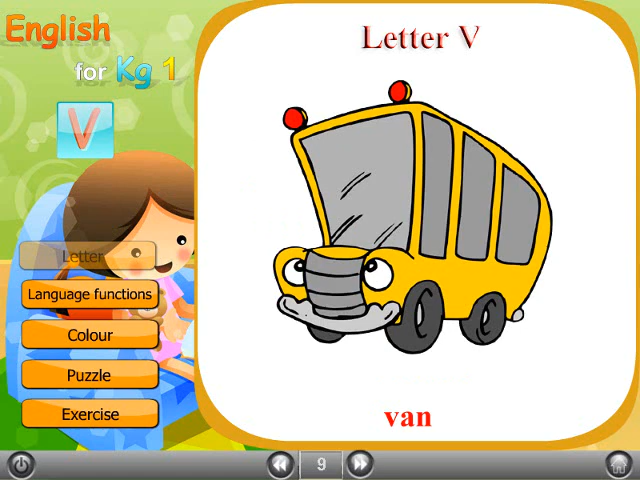 English
for Kg 1
V
Letter
Language functions
Colour
Puzzle
Exercise
Letter V
van
9